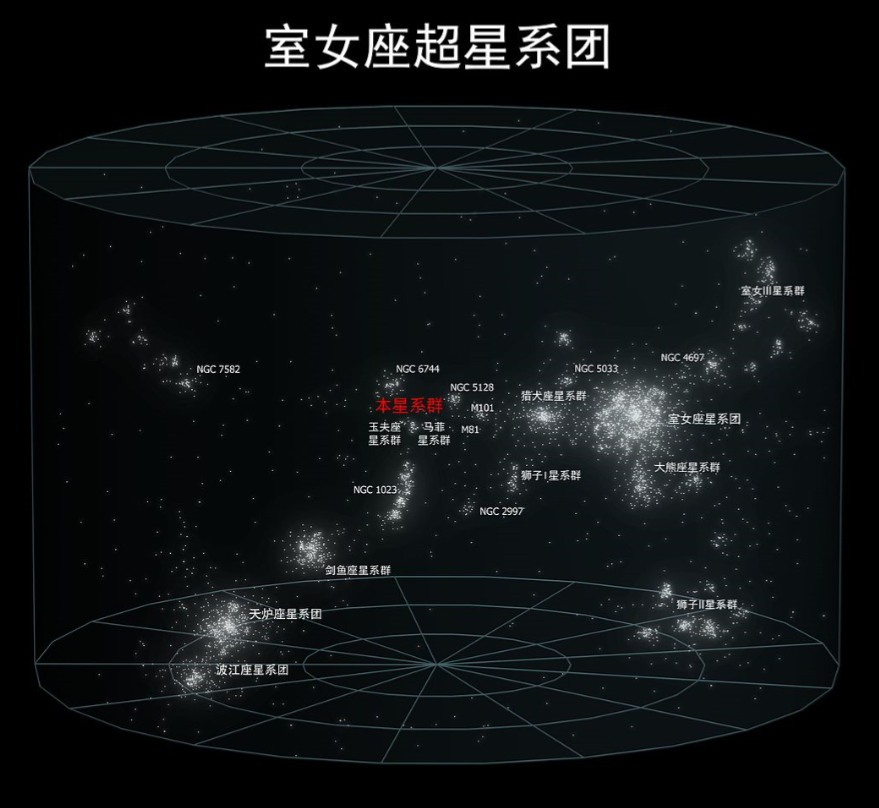 室女座超星系团
室女III星系群
NGC 4697
NGC 7582
NGC 6744
NGC 5033
NGC 5128
猎犬座星系群
本星系群
M101
室女座星系团
玉夫座
星系群
马菲
星系群
M81
大熊座星系群
狮子I星系群
NGC 1023
NGC 2997
剑鱼座星系群
狮子II星系群
天炉座星系团
波江座星系团